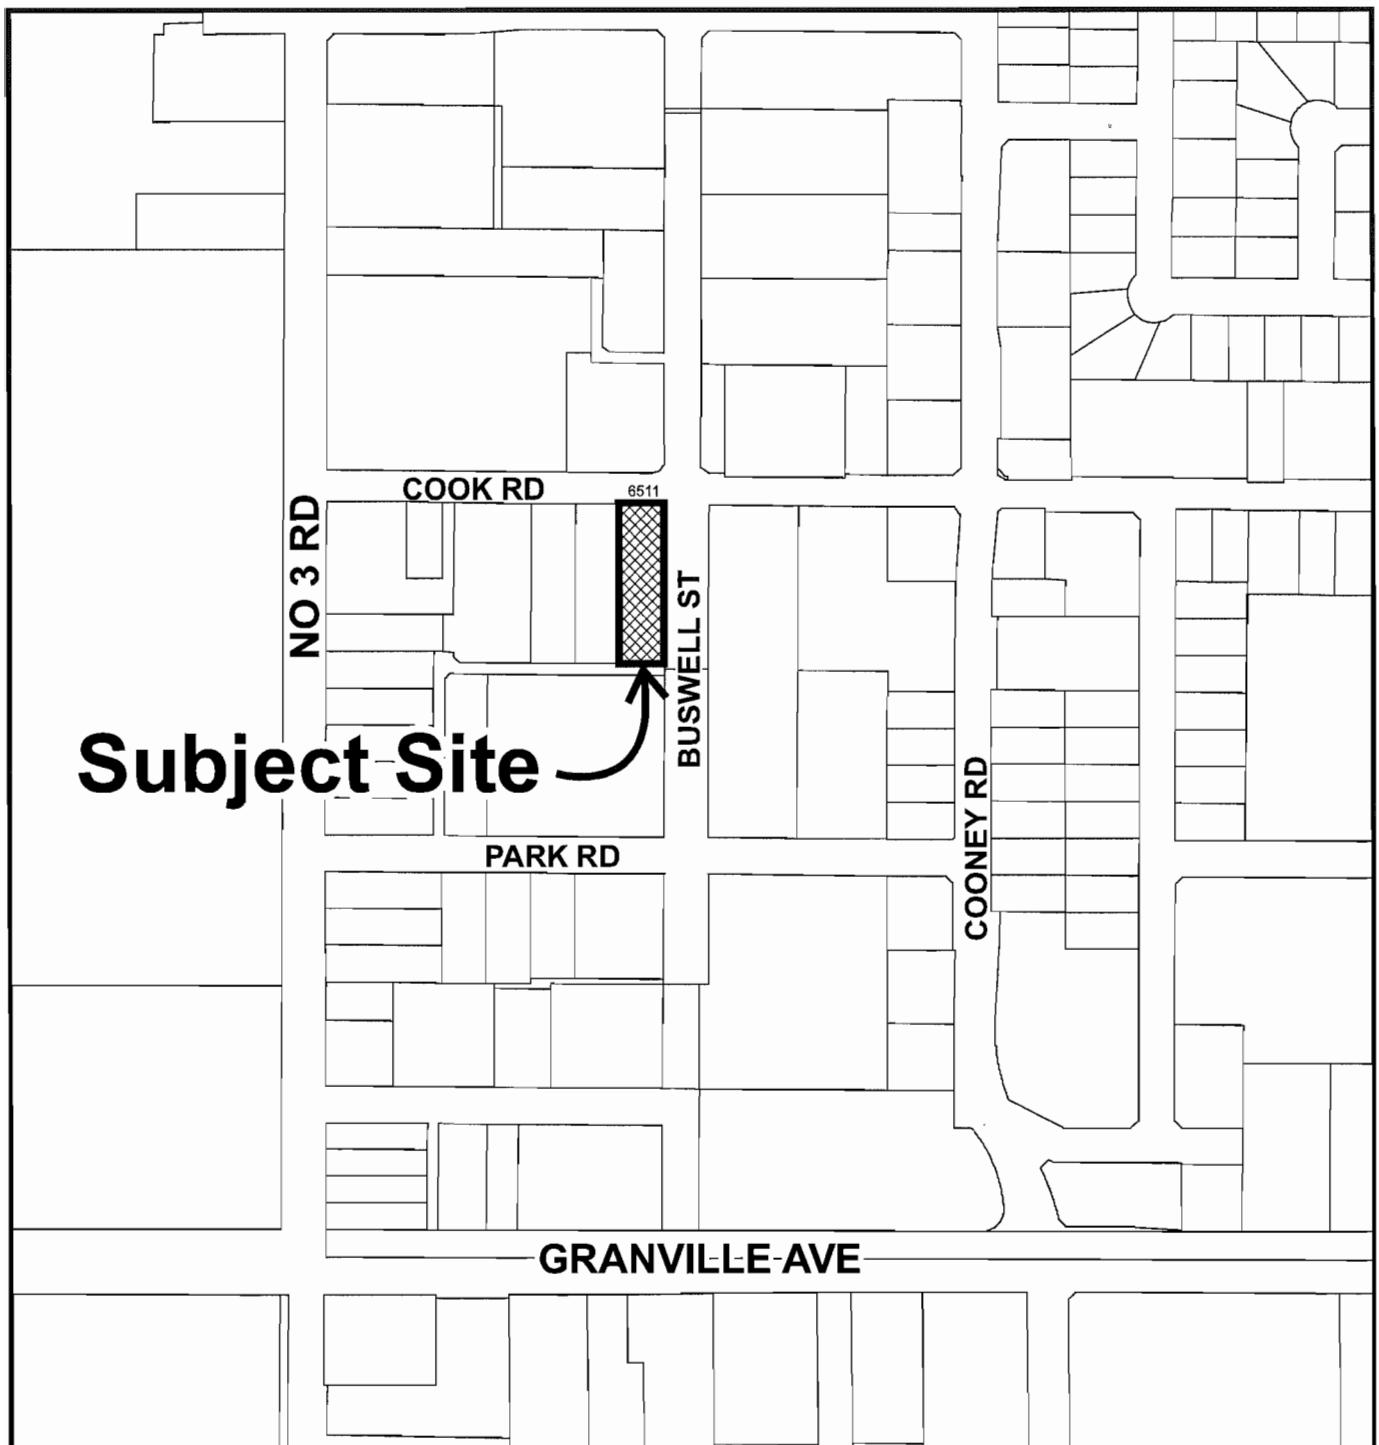 COOK RD
6511
NO 3 RD
BUSWELL ST
Subject Site
COONEY RD
PARK RD
GRANVILLE AVE